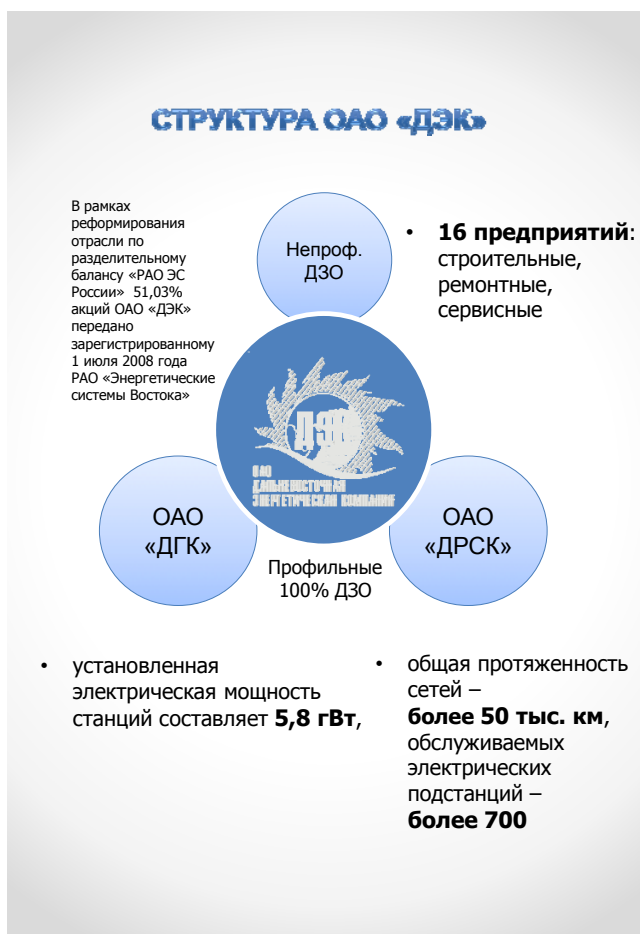 СТРУКТУРА ОАО «ДЭК»
В рамках
реформирования
отрасли по
разделительному
балансу «РАО ЭС
России» 51,03%
акций ОАО «ДЭК»
передано
зарегистрированному
1 июля 2008 года
РАО «Энергетические
системы Востока»
Непроф.
ДЗО
• 16 предприятий:
строительные,
ремонтные,
сервисные
ДЭК
ОАО
ДАЛЬНЕВОСТОЧНАЯ
ЭНЕРГЕТИЧЕСКАЯ КОМПАНИЯ
ОАО
«ДГК»
ОАО
«ДРСК»
Профильные
100% ДЗО
• установленная
электрическая мощность
станций составляет 5,8 гВт,
• общая протяженность
сетей –
более 50 тыс. км,
обслуживаемых
электрических
подстанций –
более 700